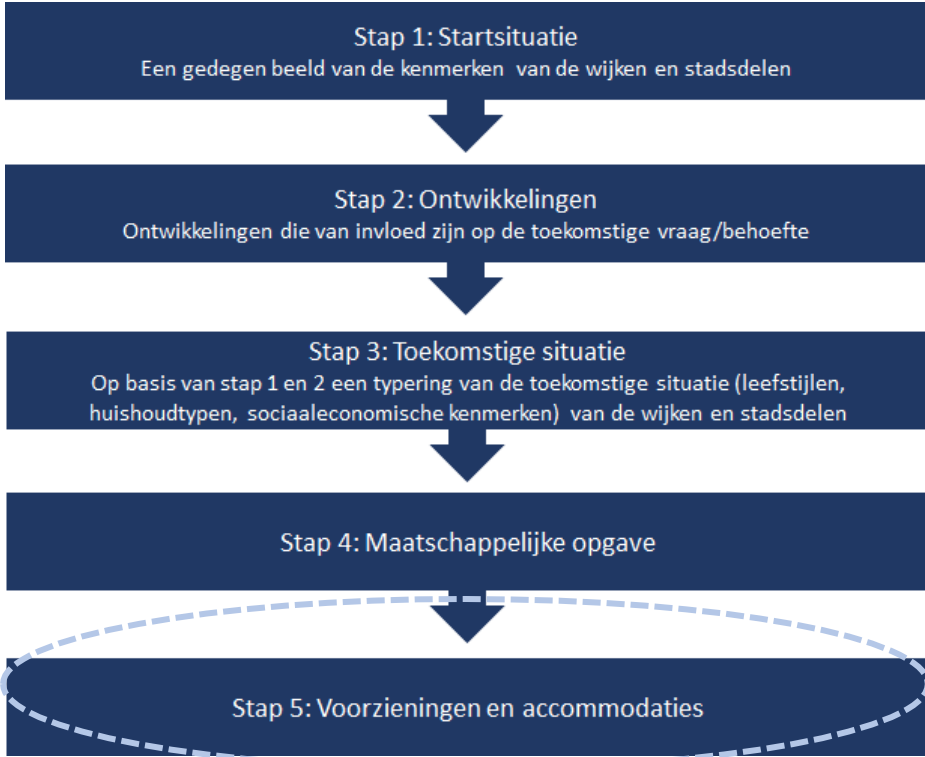 Stap 1: Startsituatie
Een gedegen beeld van de kenmerken van de wijken en stadsdelen
Stap 2: Ontwikkelingen
Ontwikkelingen die van invloed zijn op de toekomstige vraag/behoefte
Stap 3: Toekomstige situatie
Op basis van stap 1 en 2 een typering van de toekomstige situatie (leefstijlen,
huishoudtypen, sociaaleconomische kenmerken) van de wijken en stadsdelen
Stap 4: Maatschappelijke opgave
Stap 5: Voorzieningen en accommodaties